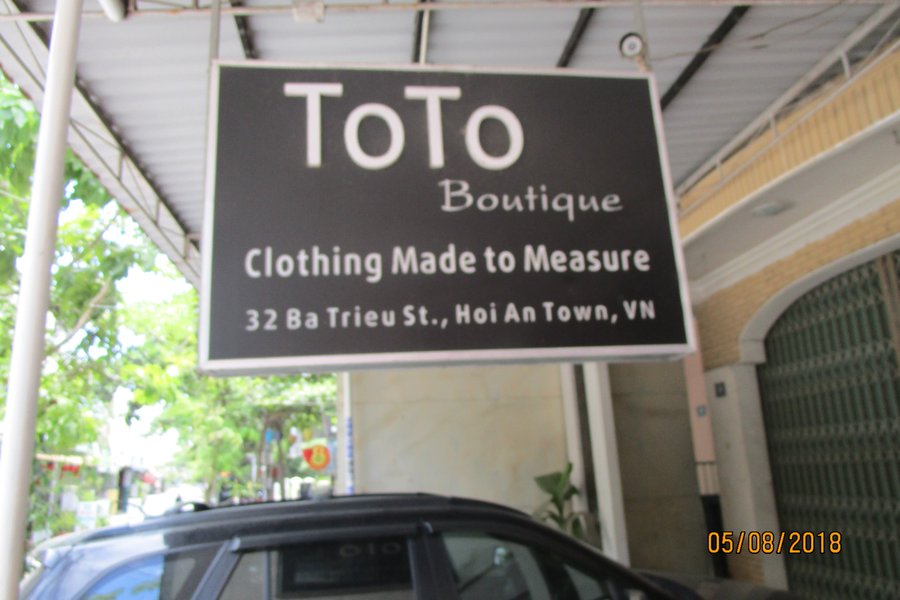 ToTo
Boutique
Clothing Made to Measure
32 Ba Trieu St., Hoi An Town, VN
05/08/2018